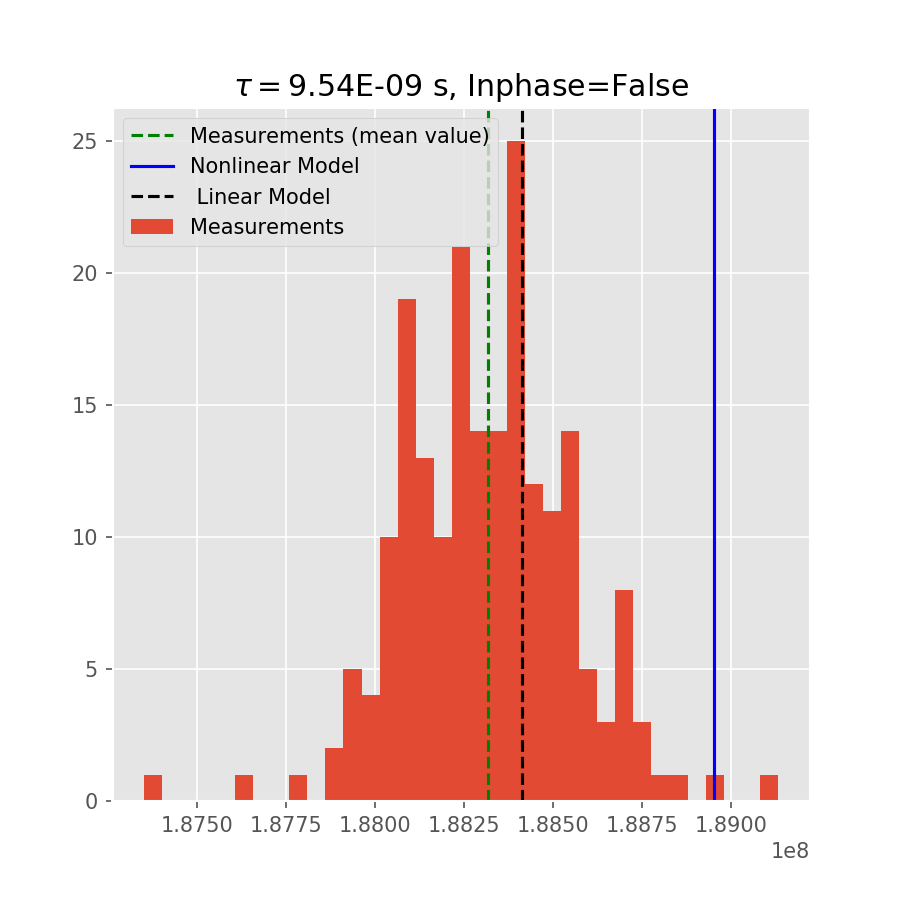 τ = 9.54E-09 s, Inphase=False
Measurements (mean value)
Nonlinear Model
Linear Model
Measurements
25
20
15
10
5
0
1.8750 1.8775 1.8800 1.8825 1.8850 1.8875 1.8900
1e8